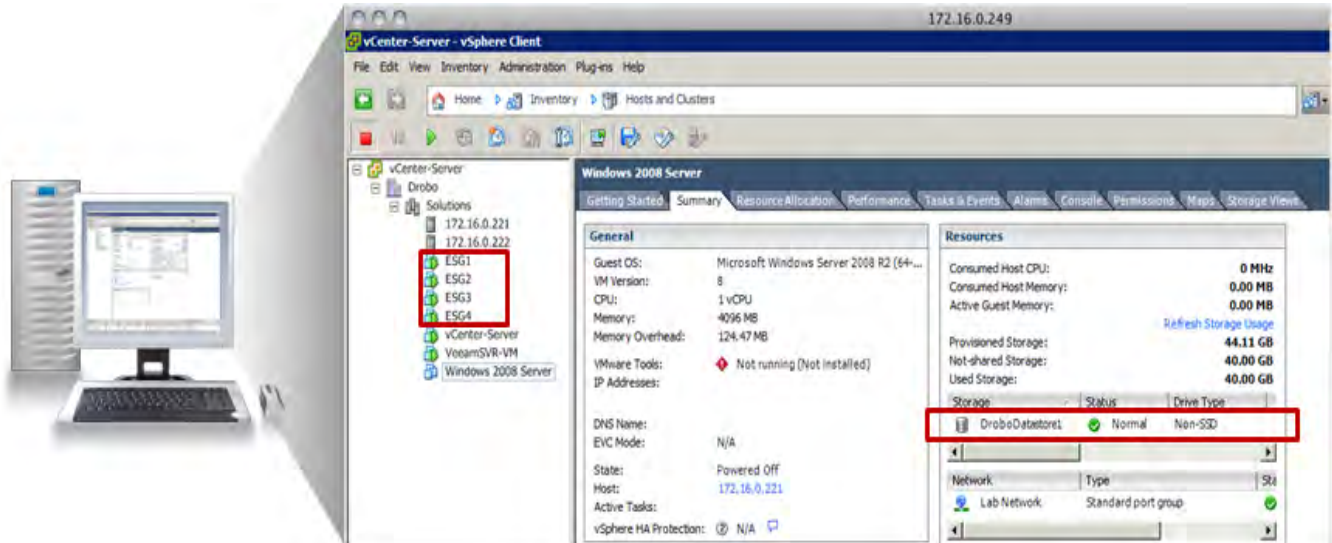 172.16.0.249
vCenter-Server - vSphere Client
File Edit View Inventory Administration Plug-ins Help
Home Inventory Hosts and Clusters
vCenter-Server
Drobo
Solutions
172.16.0.221
172.16.0.222
ESG1
ESG2
ESG3
ESG4
vCenter-Server
VeeamSVR-VM
Windows 2008 Server
Windows 2008 Server
Getting Started Summary Resource Allocation Performance Tasks & Events Alarms Console Permissions Maps Storage Views
General
Guest OS: Microsoft Windows Server 2008 R2 (64-...
VM Version: 8
CPU: 1 vCPU
Memory: 4096 MB
Memory Overhead: 124.47 MB
VMware Tools: Not running (Not installed)
IP Addresses:
DNS Name:
EVC Mode: N/A
State: Powered Off
Host: 172.16.0.221
Active Tasks:
vSphere HA Protection: N/A
Resources
Consumed Host CPU: 0 MHz
Consumed Host Memory: 0.00 MB
Active Guest Memory: 0.00 MB
Refresh Storage Usage
Provisioned Storage: 44.11 GB
Not-shared Storage: 40.00 GB
Used Storage: 40.00 GB
Storage Status Drive Type
DroboDatastore1 Normal Non-SSD
Network Type Sta
Lab Network Standard port group